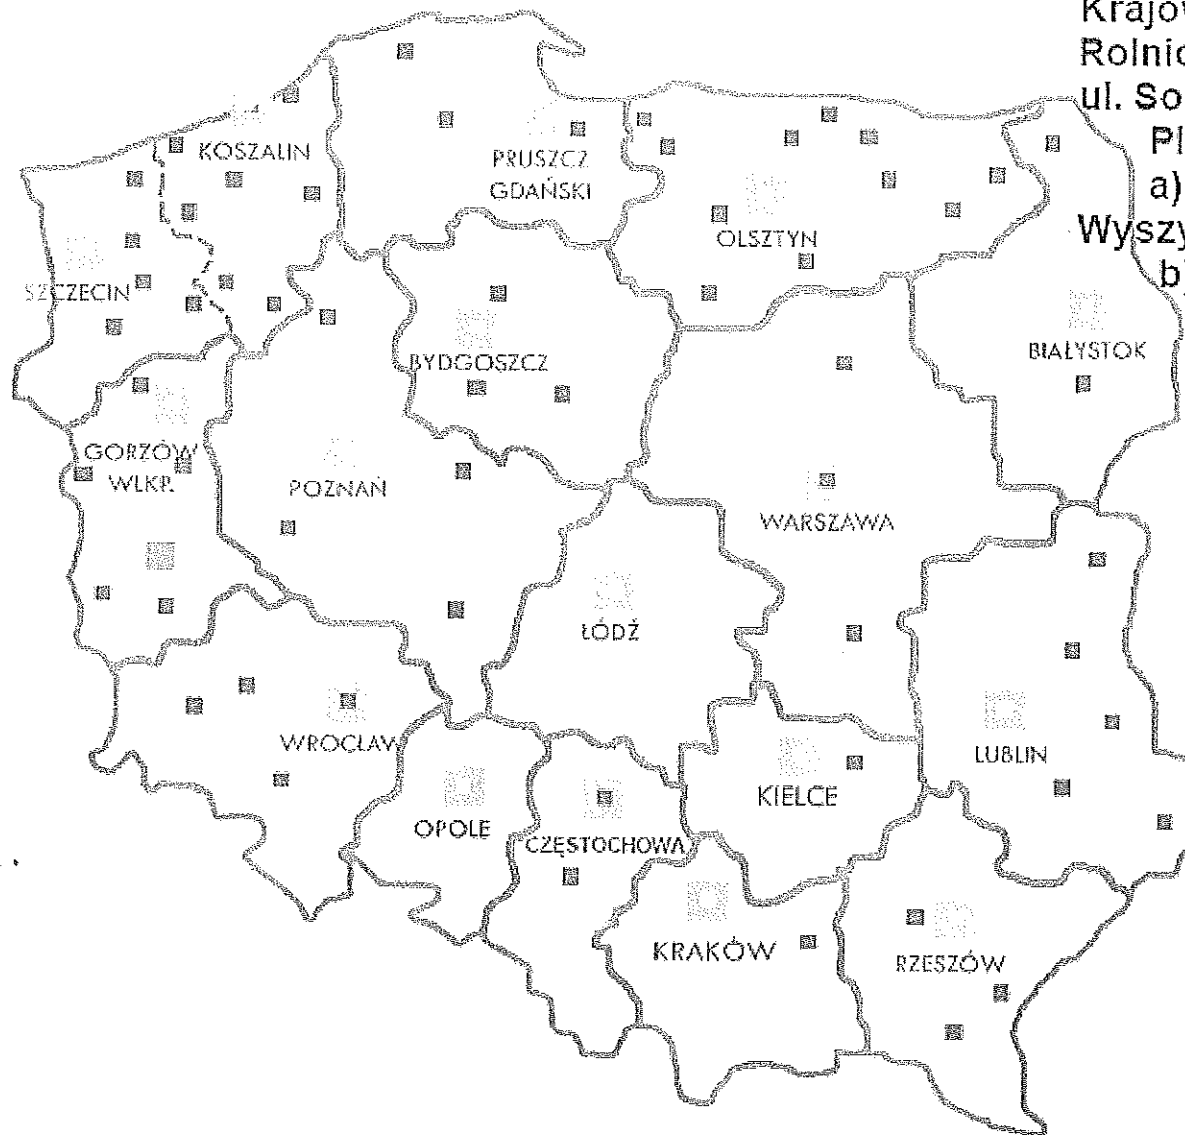 Krajow
Rolnic
ul. So
Pl
a)
Wyszy
b)
KOSZALIN
PRUSZCZ
GDAŃSKI
OLSZTYN
SZCZECIN
BYDGOSZCZ
BIAŁYSTOK
GORZÓW
WLKP.
POZNAŃ
WARSZAWA
ŁÓDŹ
WROCŁAW
LUBLIN
KIELCE
OPOLE
CZĘSTOCHOWA
KRAKÓW
RZESZÓW